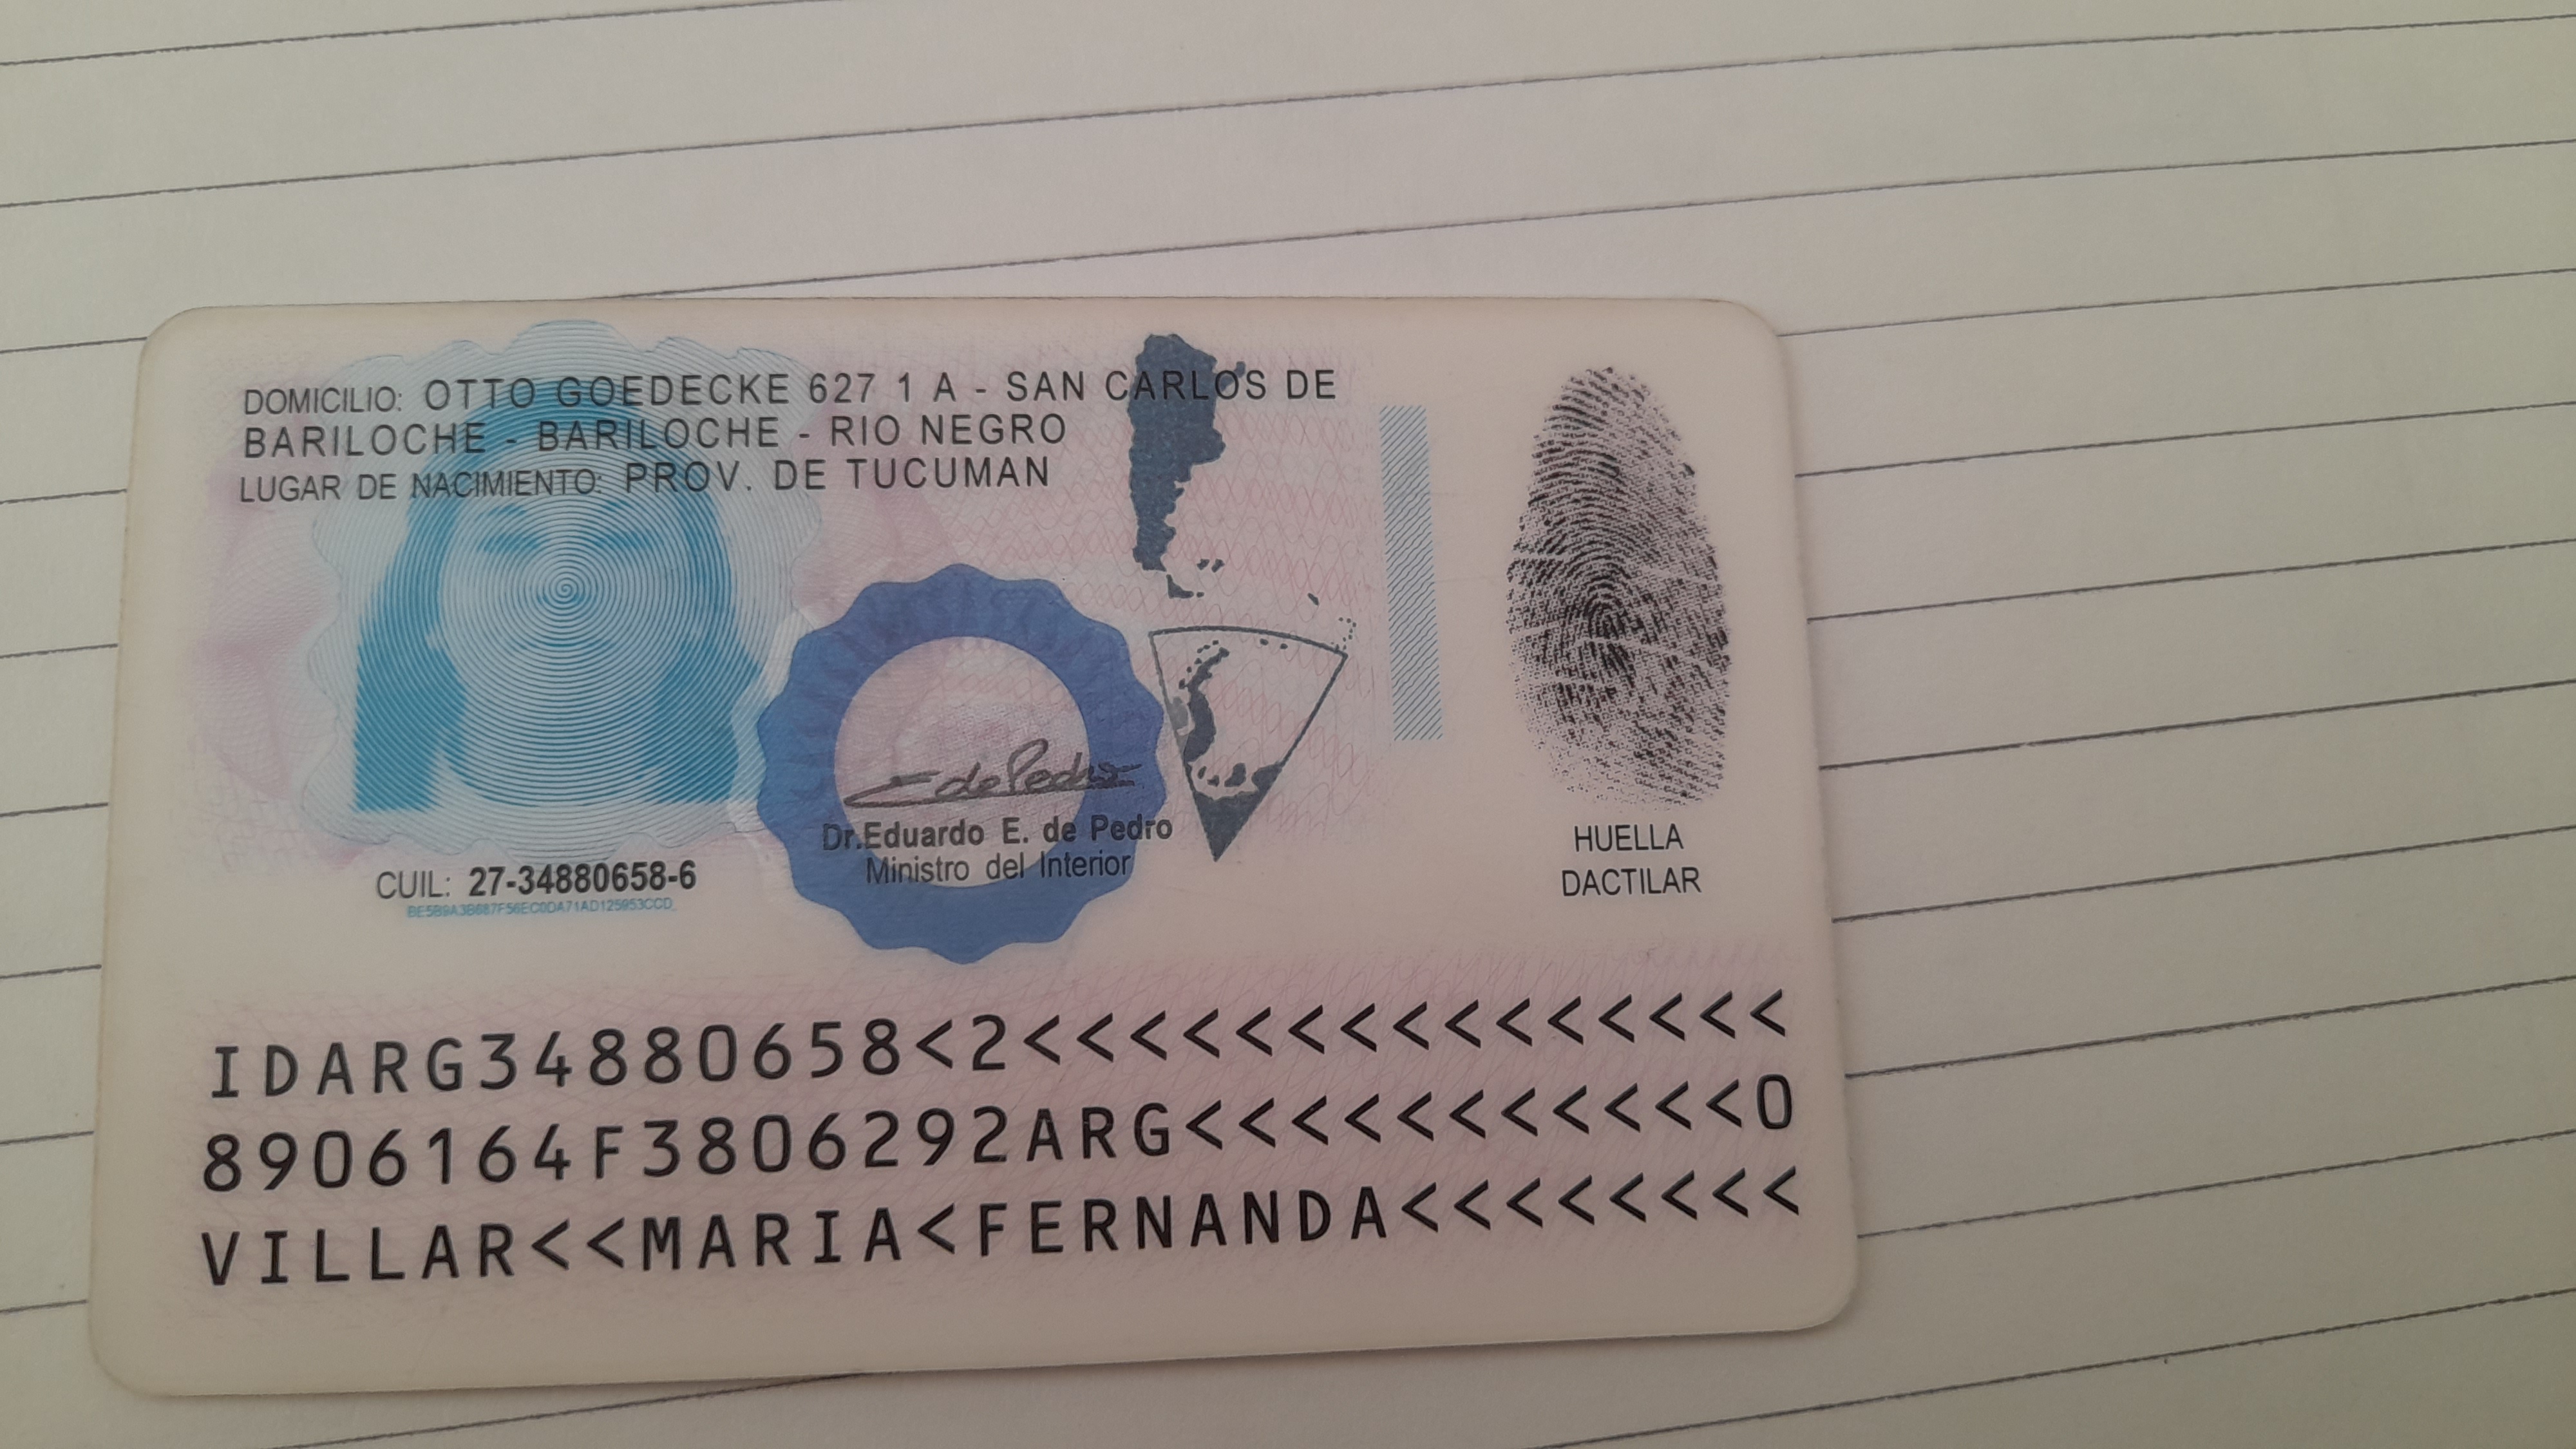 DOMICILIO: OTTO GOEDECKE 627 1 A - SAN CARLOS DE
BARILOCHE - BARILOCHE - RIO NEGRO
LUGAR DE NACIMIENTO: PROV. DE TUCUMAN
CUIL: 27-34880658-6
Dr. Eduardo E. de Pedro
Ministro del Interior
HUELLA
DACTILAR
IDARG34880658<2<<<<<<<<<<<<<<<
8906164F3806292ARG<<<<<<<<<<<0
VILLAR<<MARIA<FERNANDA<<<<<<<<